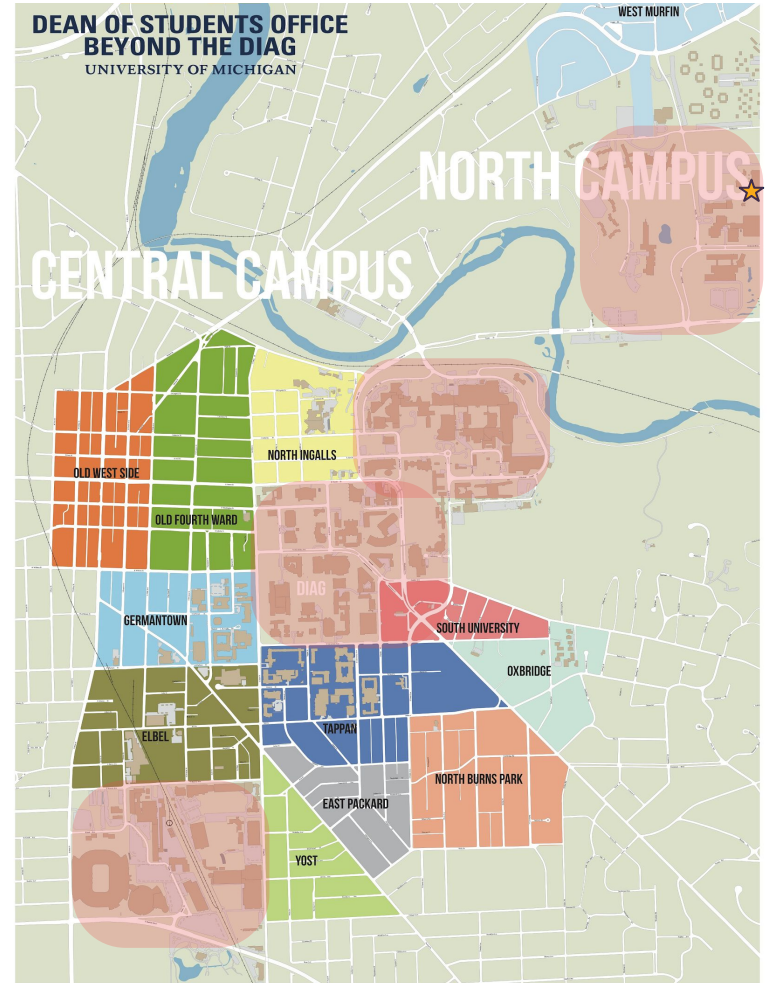 DEAN OF STUDENTS OFFICE
BEYOND THE DIAG
UNIVERSITY OF MICHIGAN
WEST MURFIN
NORTH CAMPUS
CENTRAL CAMPUS
NORTH INGALLS
OLD WEST SIDE
OLD FOURTH WARD
DIAG
GERMANTOWN
SOUTH UNIVERSITY
OXBRIDGE
TAPPAN
ELBEL
NORTH BURNS PARK
EAST PACKARD
YOST